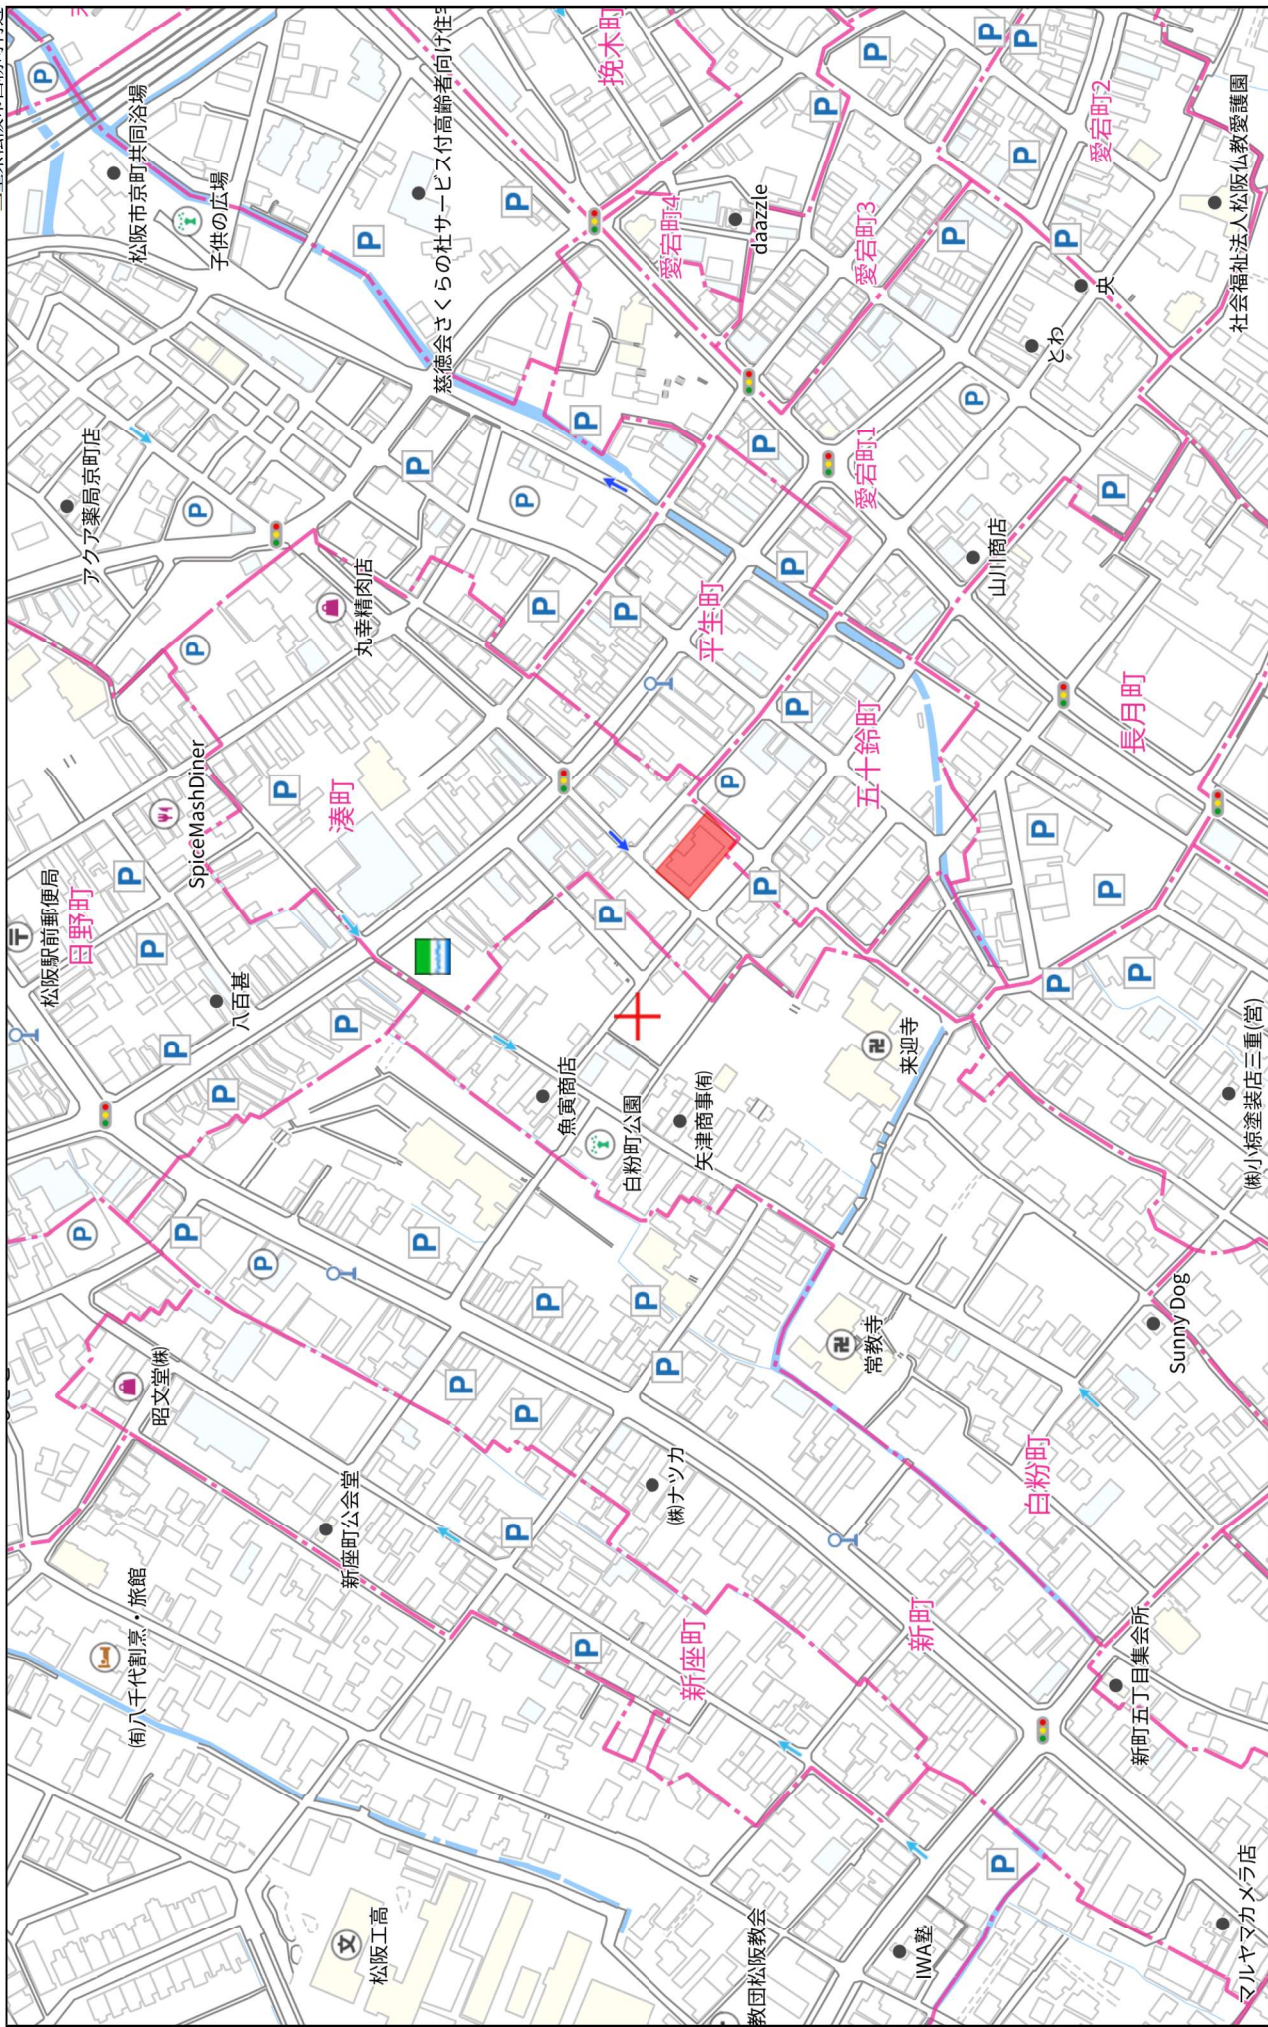 松阪市京町共同浴場
子供の広場
慈徳会さくらの杜サービス付高齢者向け住宅
挽木町
愛宕町4
daazzle
愛宕町3
愛宕町2
央
とわ
社会福祉法人松阪仏教愛護園
アクア薬局京町店
丸幸精肉店
愛宕町1
山川商店
平生町
五十鈴町
長月町
SpiceMashDiner
湊町
松阪駅前郵便局
日野町
八百甚
魚寅商店
白粉町公園
矢津商事(有)
来迎寺
(株)小椋塗装店三重(営)
昭文堂(株)
常教寺
Sunny Dog
新座町公会堂
(株)ナツカ
白粉町
(有)八千代割烹・旅館
新座町
新町
新町五丁目集会所
松阪工高
教団松阪教会
IWA塾
マルヤマカメラ店
P
文